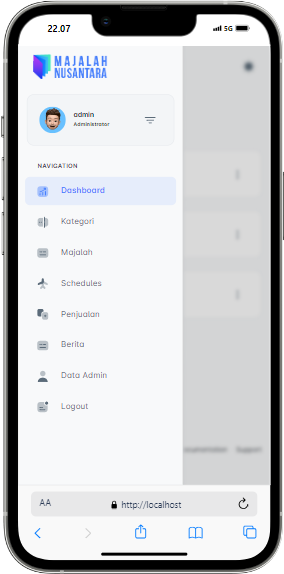 22.07
5G
MAJALAH
NUSANTARA
admin
Administrator
NAVIGATION
Dashboard
Kategori
Majalah
Schedules
Penjualan
Berita
Data Admin
Logout
Support
AA
http://localhost